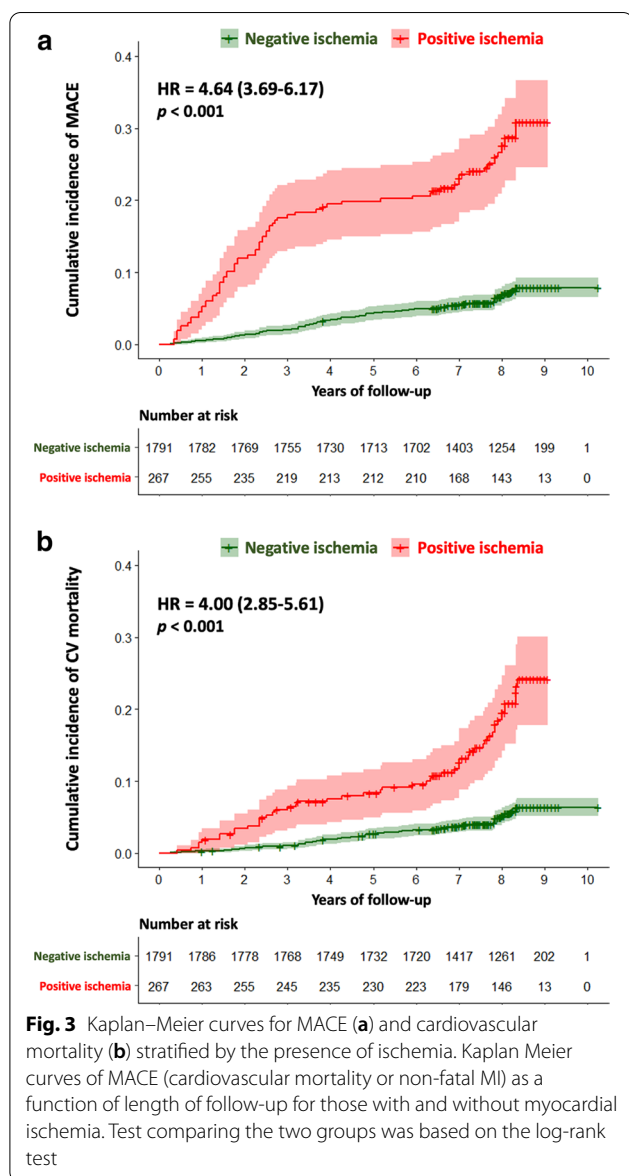 a
Negative ischemia Positive ischemia
0.4
HR = 4.64 (3.69-6.17)
p < 0.001
0.3
0.2
0.1
0.0
Cumulative incidence of MACE
0 1 2 3 4 5 6 7 8 9 10
Years of follow-up
Number at risk
Negative ischemia 1791 1782 1769 1755 1730 1713 1702 1403 1254 199 1
Positive ischemia 267 255 235 219 213 212 210 168 143 13 0
b
Negative ischemia Positive ischemia
0.4
HR = 4.00 (2.85-5.61)
p < 0.001
0.3
0.2
0.1
0.0
Cumulative incidence of CV mortality
0 1 2 3 4 5 6 7 8 9 10
Years of follow-up
Number at risk
Negative ischemia 1791 1786 1778 1768 1749 1732 1720 1417 1261 202 1
Positive ischemia 267 263 255 245 235 230 223 179 146 13 0
Fig. 3 Kaplan–Meier curves for MACE (a) and cardiovascular
mortality (b) stratified by the presence of ischemia. Kaplan Meier
curves of MACE (cardiovascular mortality or non-fatal MI) as a
function of length of follow-up for those with and without myocardial
ischemia. Test comparing the two groups was based on the log-rank
test